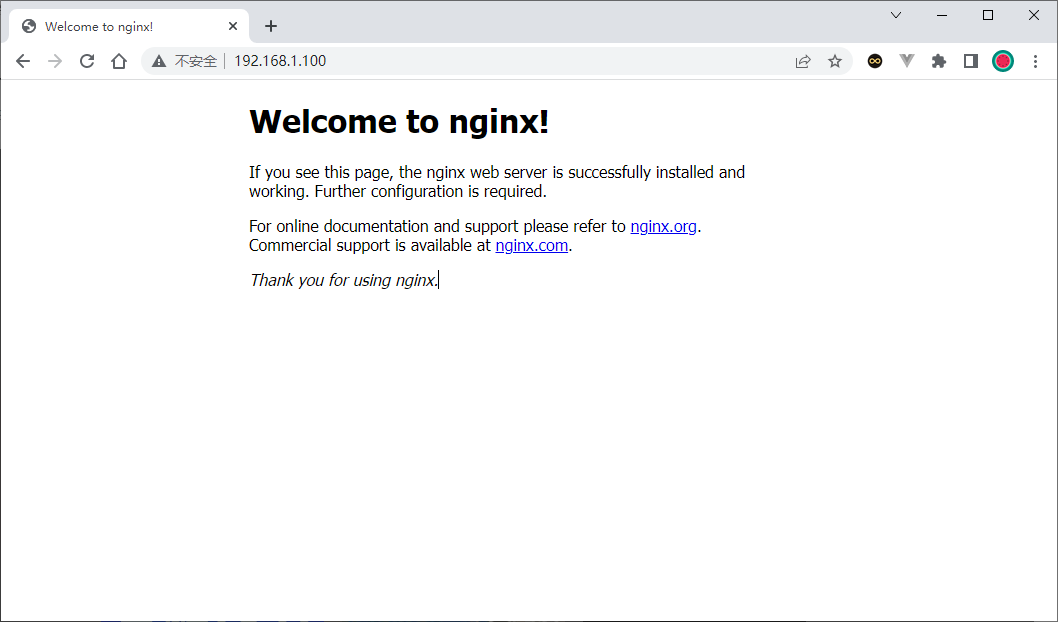 Welcome to nginx!
不安全 192.168.1.100
Welcome to nginx!
If you see this page, the nginx web server is successfully installed and
working. Further configuration is required.
For online documentation and support please refer to nginx.org.
Commercial support is available at nginx.com.
Thank you for using nginx.